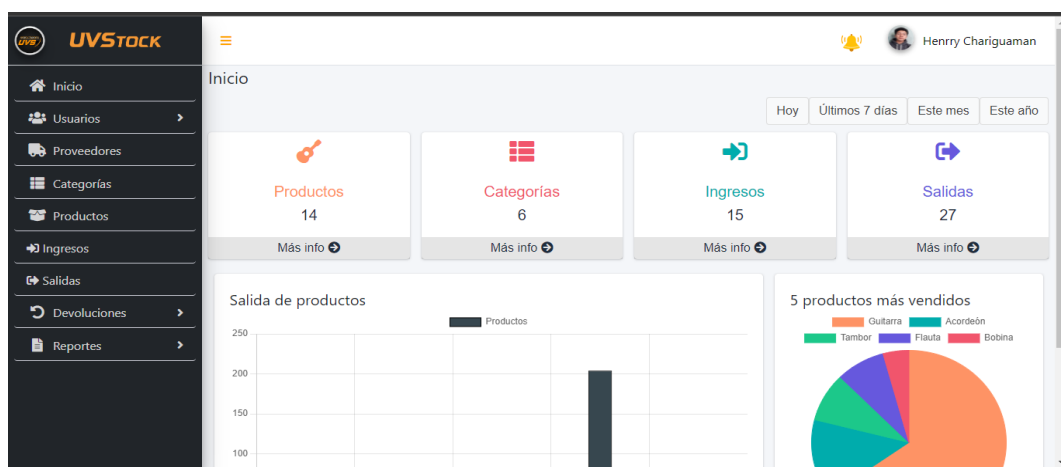 UVS
UVSTOCK
Henrry Chariguaman
Inicio
Usuarios
Proveedores
Categorías
Productos
Ingresos
Salidas
Devoluciones
Reportes
Inicio
Hoy Últimos 7 días Este mes Este año
Productos Categorías Ingresos Salidas
14 6 15 27
Más info Más info Más info Más info
Salida de productos
Productos
250
200
150
100
5 productos más vendidos
Guitarra Acordeòn
Tambor Flauta Bobina